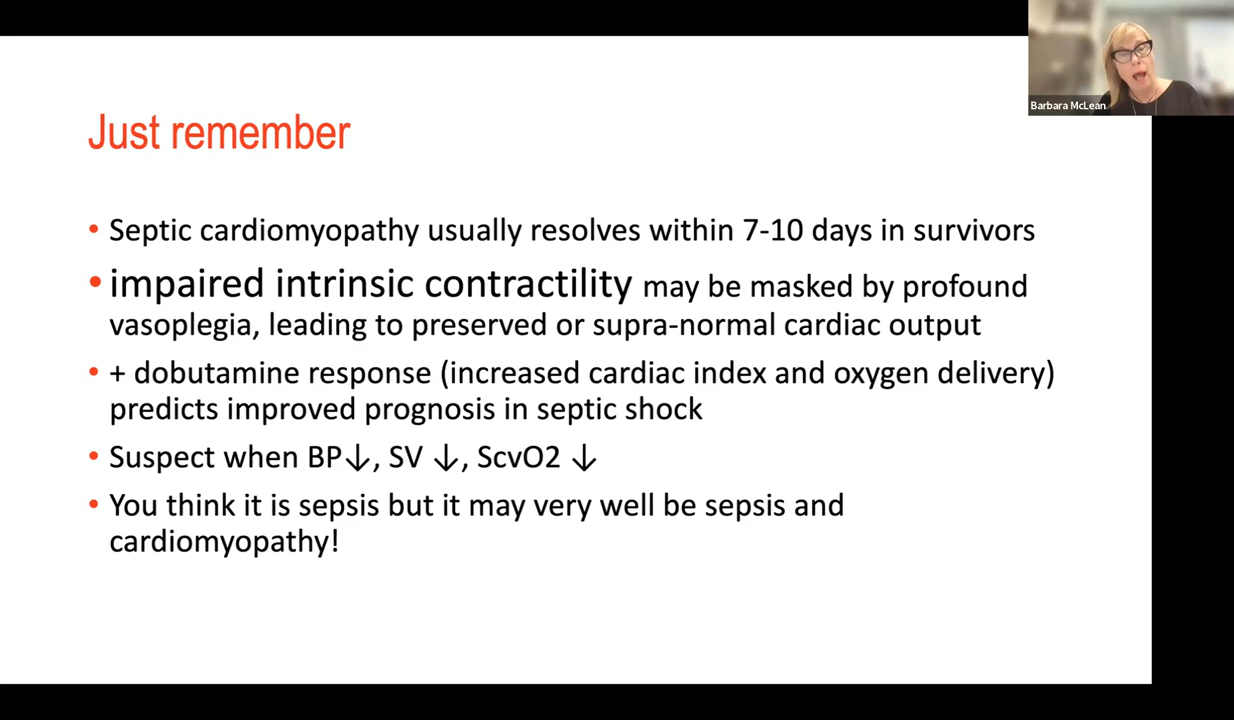 Barbara McLean
Just remember
• Septic cardiomyopathy usually resolves within 7-10 days in survivors
• impaired intrinsic contractility may be masked by profound
vasoplegia, leading to preserved or supra-normal cardiac output
• + dobutamine response (increased cardiac index and oxygen delivery)
predicts improved prognosis in septic shock
• Suspect when BP↓, SV ↓, ScvO2 ↓
• You think it is sepsis but it may very well be sepsis and
cardiomyopathy!